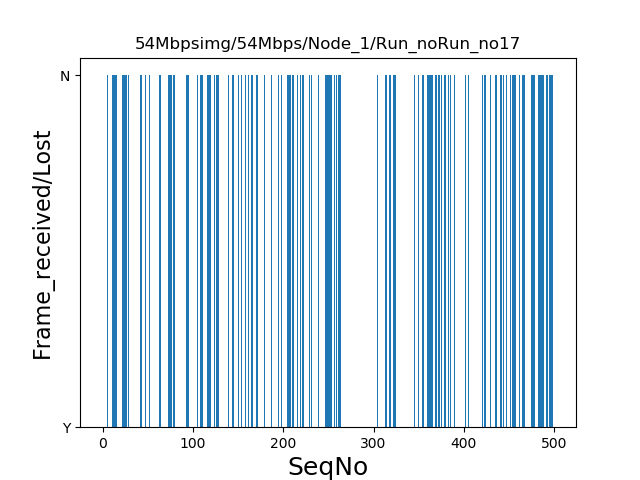 54Mbpsimg/54Mbps/Node_1/Run_noRun_no17
N
Frame_received/Lost
Y
0 100 200 300 400 500
SeqNo